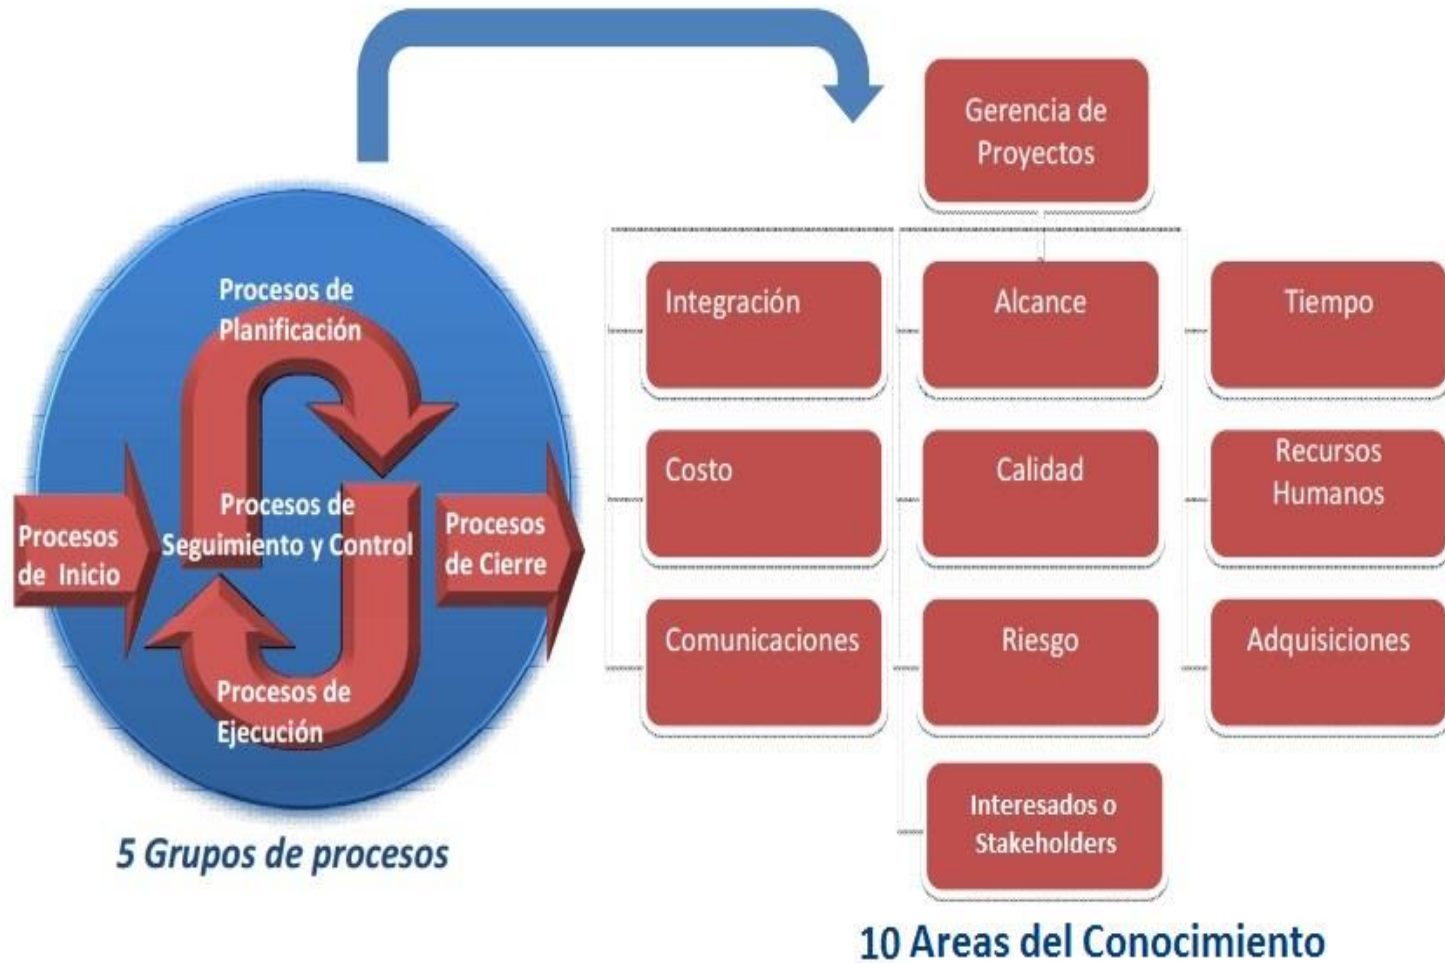 Procesos de
Planificación
Procesos de
Seguimiento y Control
Procesos
de Inicio
Procesos
de Cierre
Procesos de
Ejecución
5 Grupos de procesos
Gerencia de
Proyectos
Integración
Alcance
Tiempo
Costo
Calidad
Recursos
Humanos
Comunicaciones
Riesgo
Adquisiciones
Interesados o
Stakeholders
10 Areas del Conocimiento